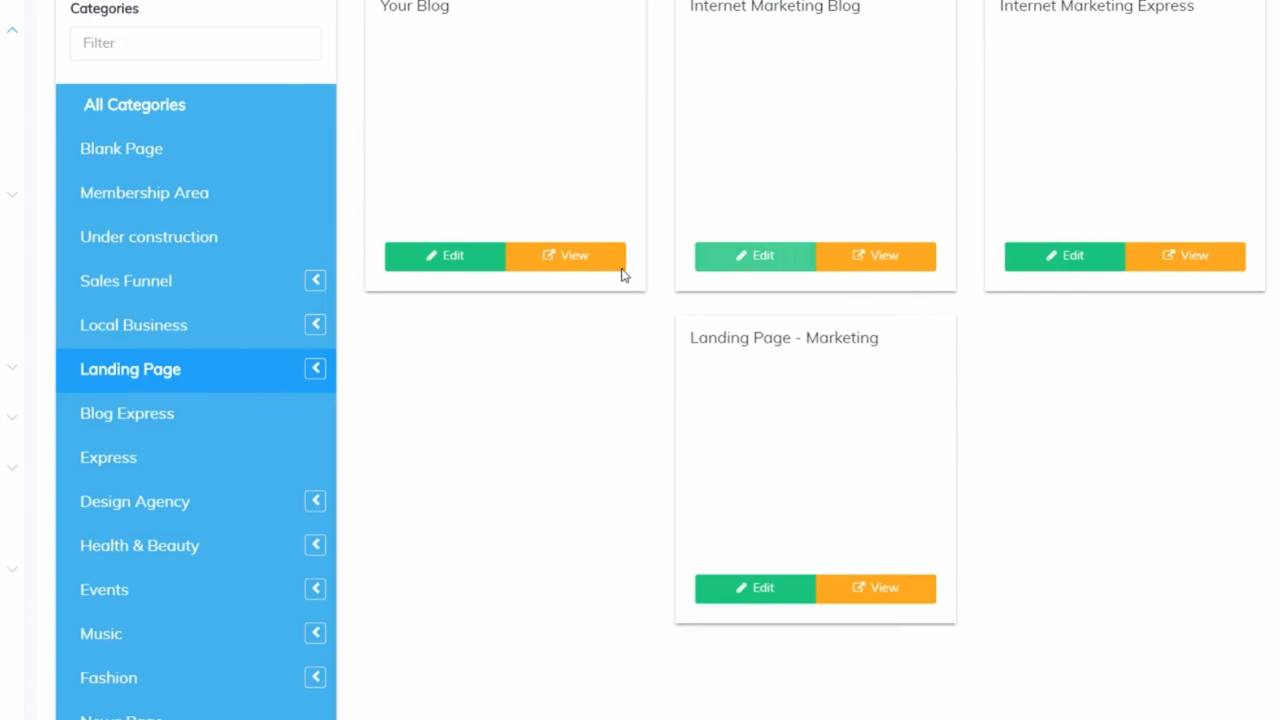 Categories
Filter
All Categories
Blank Page
Membership Area
Under construction
Sales Funnel
Local Business
Landing Page
Blog Express
Express
Design Agency
Health & Beauty
Events
Music
Fashion
News Page
Your Blog
Edit
View
Internet Marketing Blog
Edit
View
Internet Marketing Express
Edit
View
Landing Page - Marketing
Edit
View